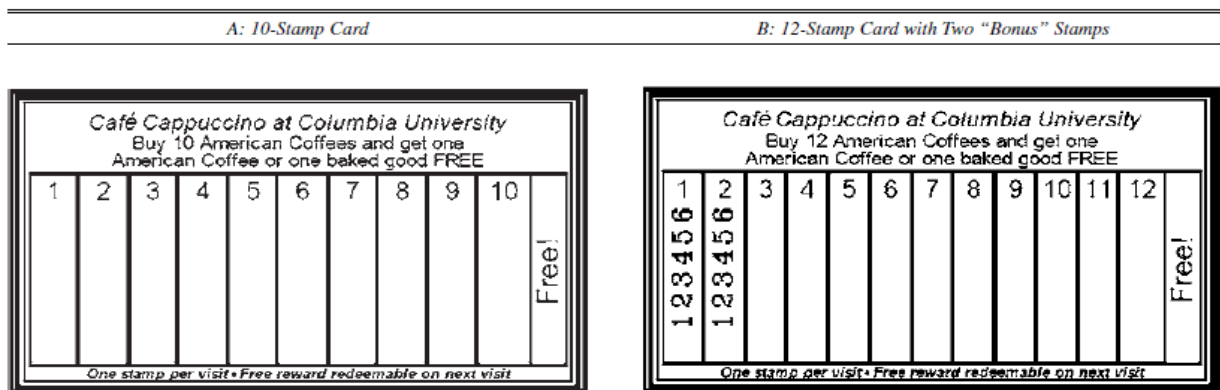 A: 10-Stamp Card
Café Cappuccino at Columbia University
Buy 10 American Coffees and get one
American Coffee or one baked good FREE
1 2 3 4 5 6 7 8 9 10
Free!
One stamp per visit • Free reward redeemable on next visit
B: 12-Stamp Card with Two “Bonus” Stamps
Café Cappuccino at Columbia University
Buy 12 American Coffees and get one
American Coffee or one baked good FREE
1 2 3 4 5 6 7 8 9 10 11 12
123456
123456
Free!
One stamp per visit • Free reward redeemable on next visit